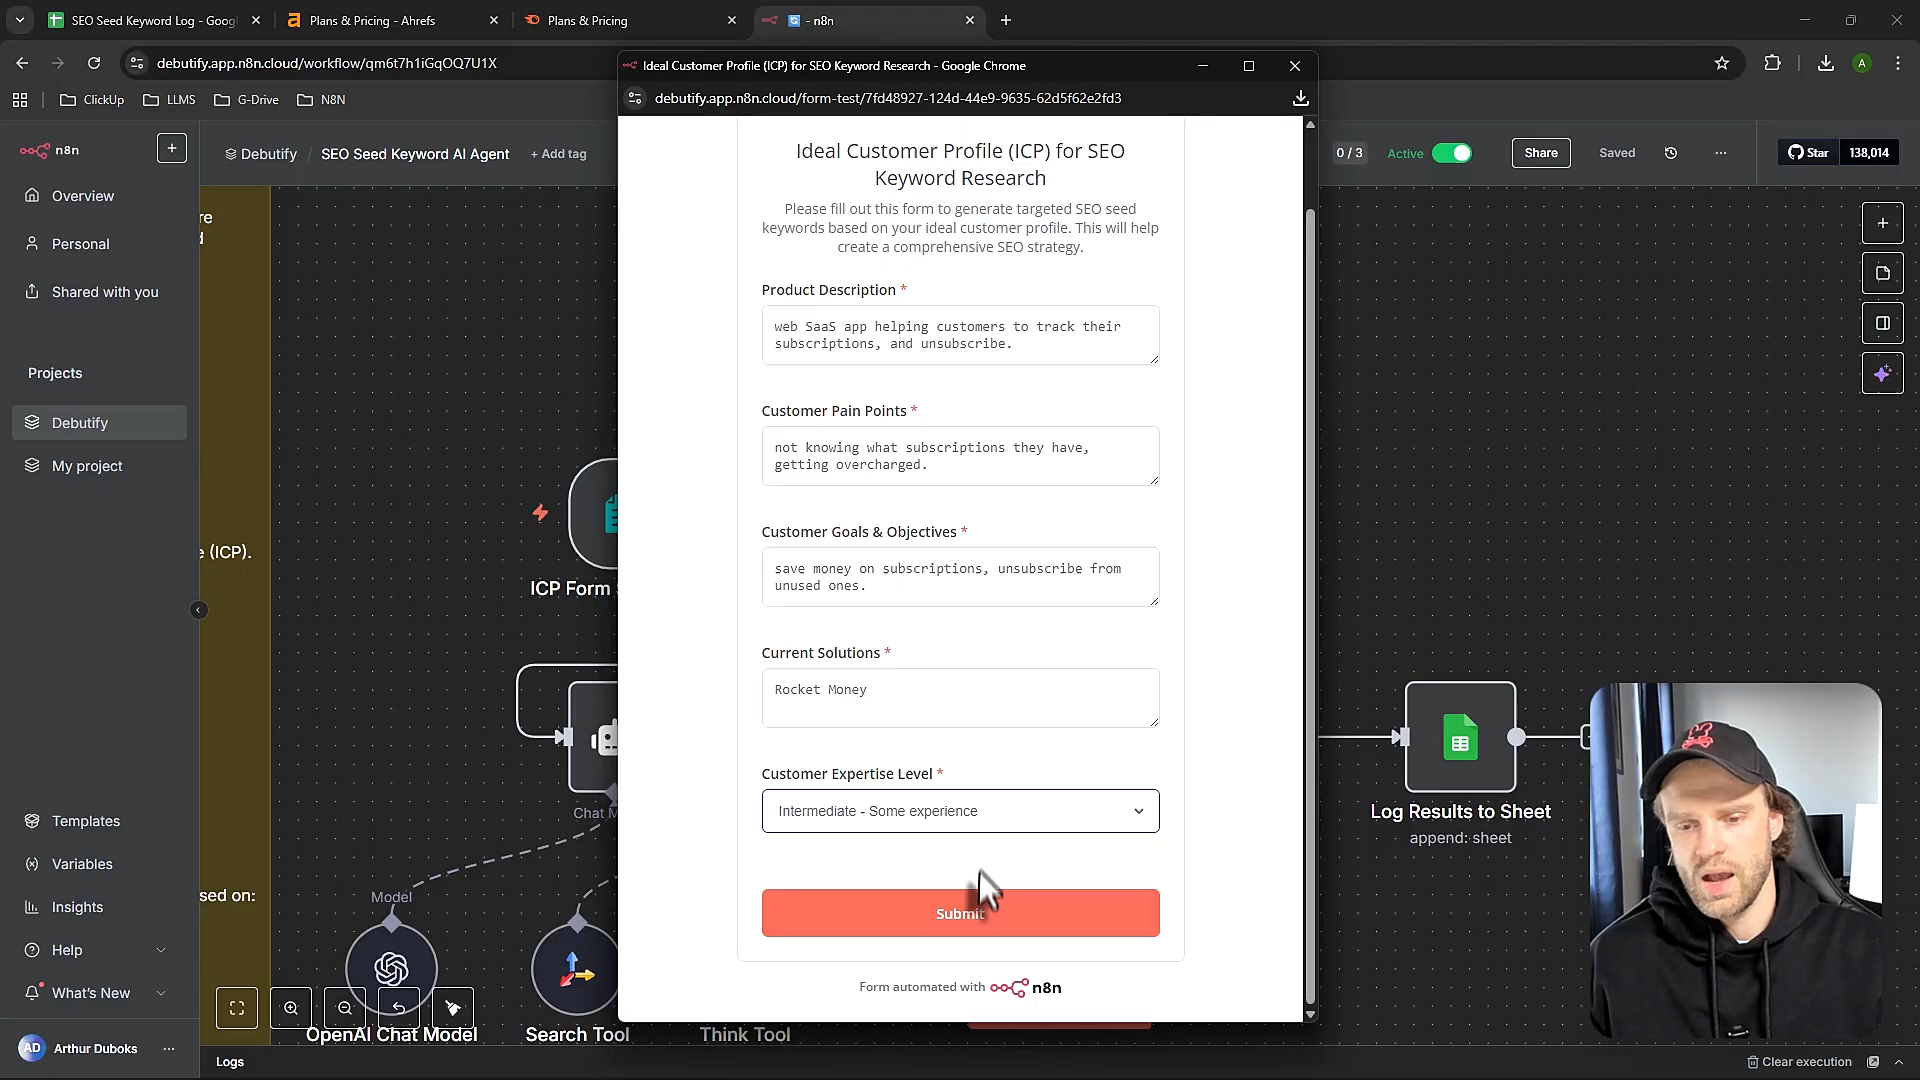 SEO Seed Keyword Log - Goog
Plans & Pricing - Ahrefs
Plans & Pricing
- n8n
debutify.app.n8n.cloud/workflow/qm6t7h1iGqOQ7U1X
ClickUp
LLMS
G-Drive
N8N
A
Ideal Customer Profile (ICP) for SEO Keyword Research - Google Chrome
debutify.app.n8n.cloud/form-test/7fd48927-124d-44e9-9635-62d5f62e2fd3
n8n
Debutify / SEO Seed Keyword AI Agent + Add tag
0 / 3
Active
Share
Saved
Star 138,014
Overview
Personal
Shared with you
Projects
Debutify
My project
Templates
Variables
Insights
Help
What's New
AD Arthur Duboks
re
d
e (ICP).
sed on:
Ideal Customer Profile (ICP) for SEO
Keyword Research
Please fill out this form to generate targeted SEO seed
keywords based on your ideal customer profile. This will help
create a comprehensive SEO strategy.
Product Description *
web SaaS app helping customers to track their
subscriptions, and unsubscribe.
Customer Pain Points *
not knowing what subscriptions they have,
getting overcharged.
Customer Goals & Objectives *
save money on subscriptions, unsubscribe from
unused ones.
Current Solutions *
Rocket Money
Customer Expertise Level *
Intermediate - Some experience
Submit
Form automated with n8n
ICP Form
Chat M
Model
OpenAI Chat Model
Search Tool
Think Tool
Log Results to Sheet
append: sheet
Logs
Clear execution